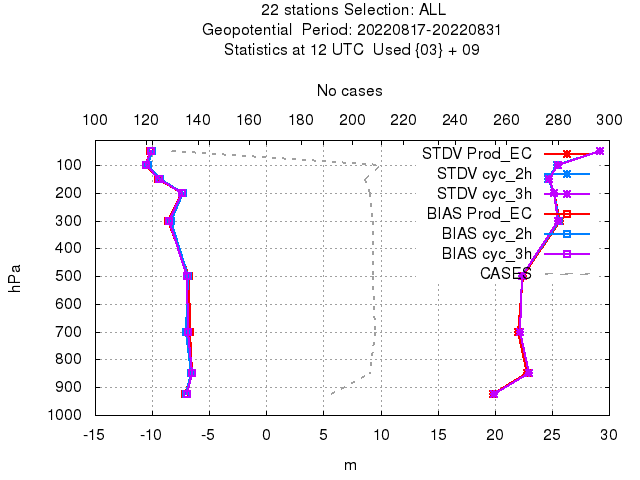 22 stations Selection: ALL
Geopotential  Period: 20220817-20220831
Statistics at 12 UTC  Used {03} + 09
No cases
100 120 140 160 180 200 220 240 260 280 300
STDV Prod_EC
STDV cyc_2h
STDV cyc_3h
BIAS Prod_EC
BIAS cyc_2h
BIAS cyc_3h
CASES
hPa
100
200
300
400
500
600
700
800
900
1000
-15 -10 -5 0 5 10 15 20 25 30
m